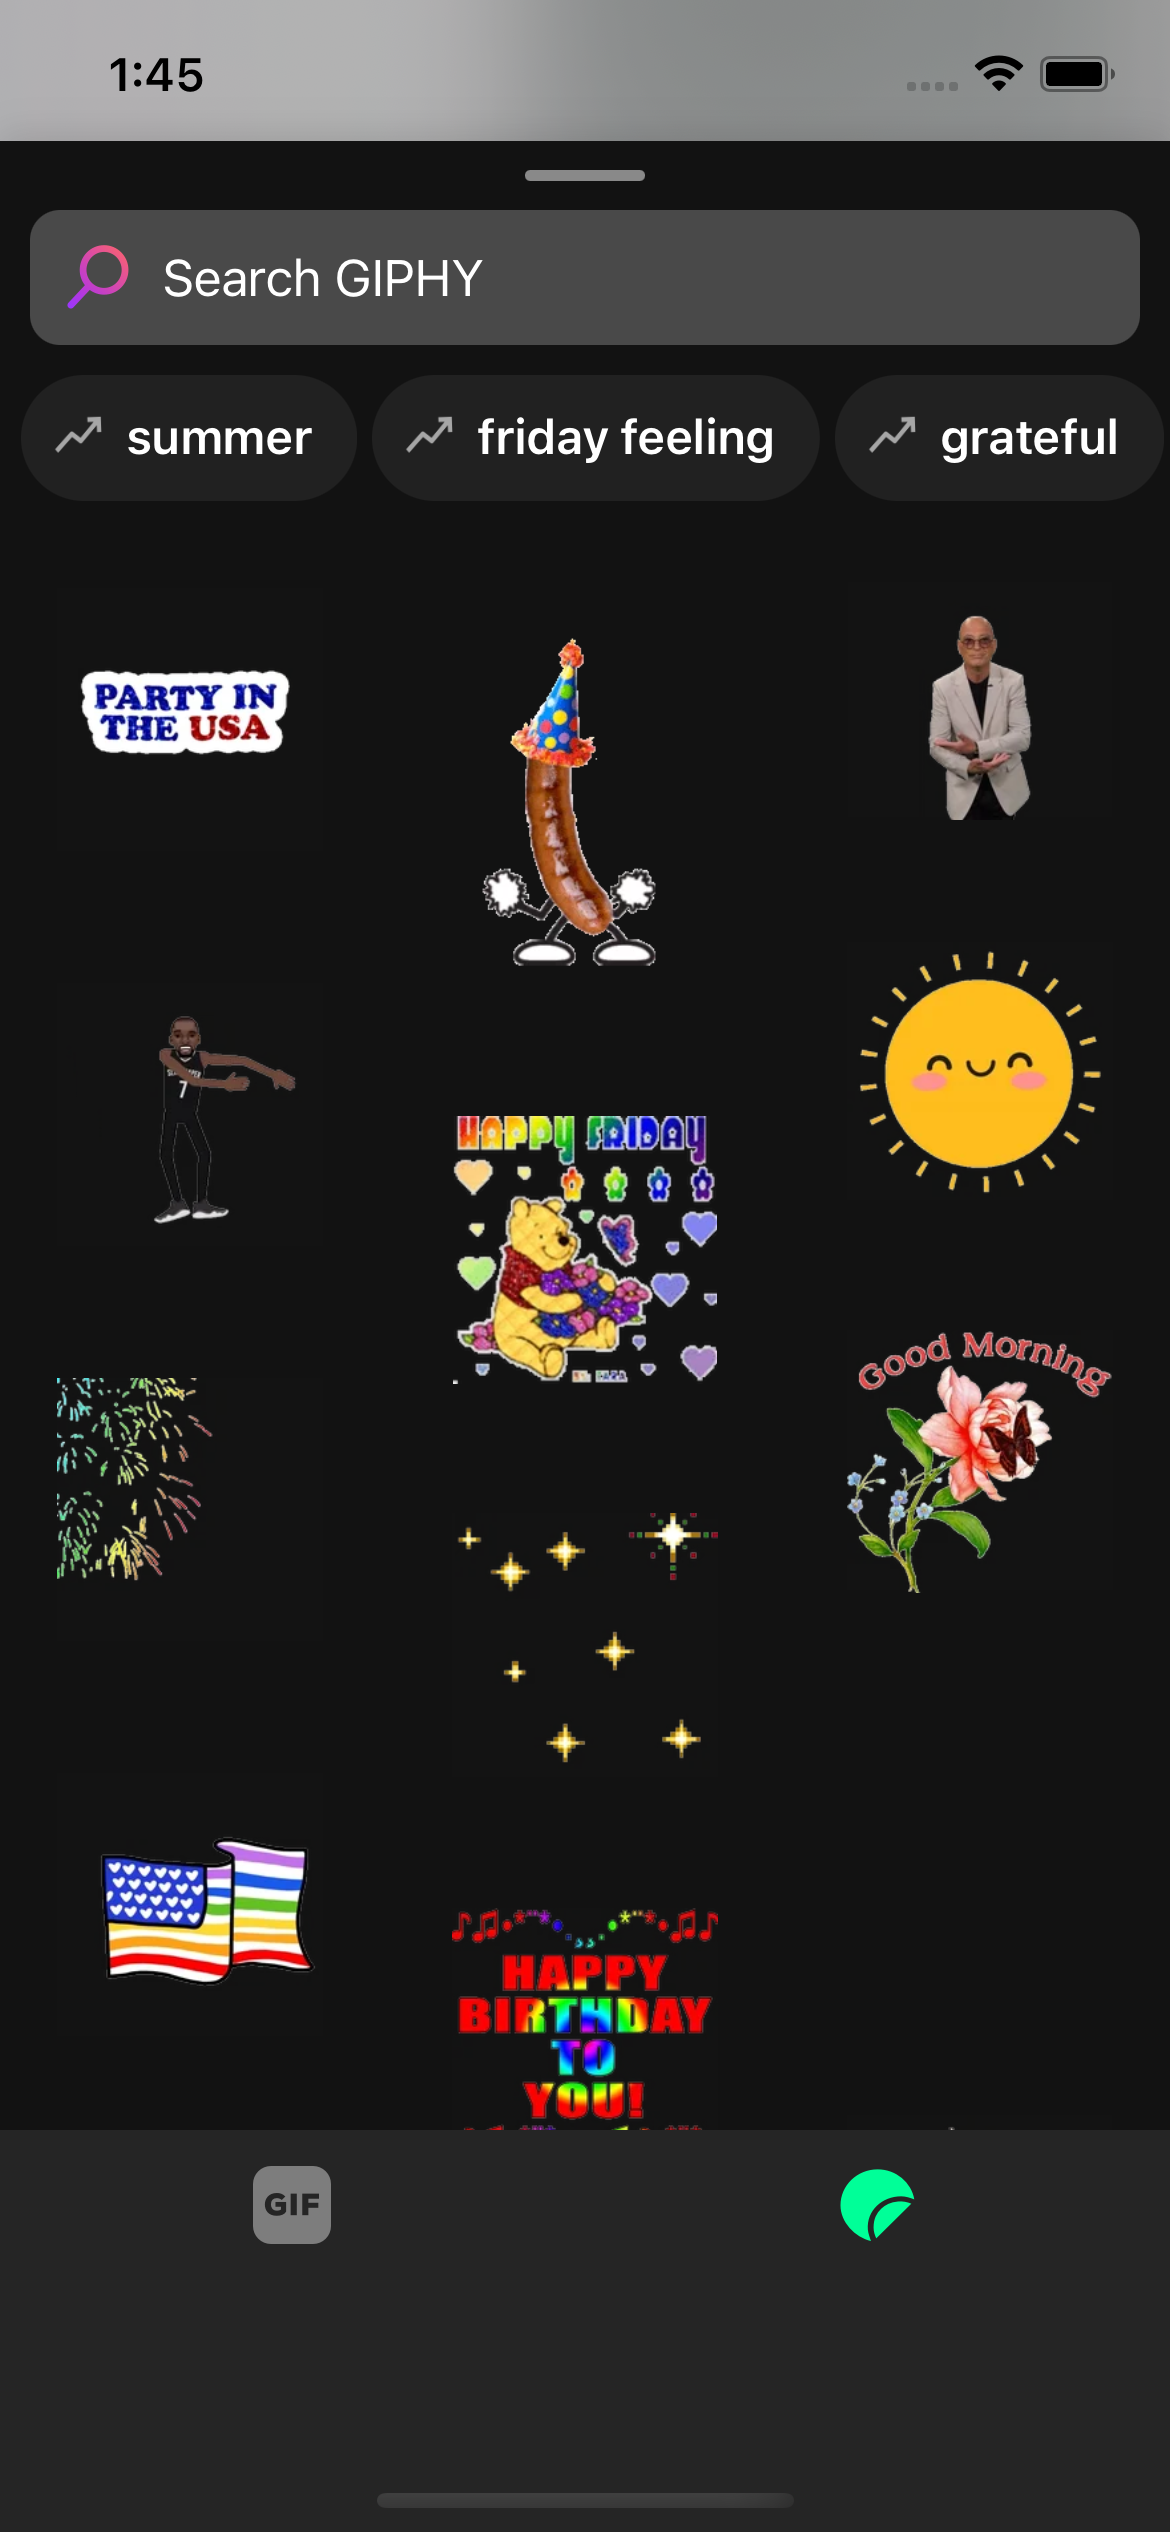 1:45
Search GIPHY
summer
friday feeling
grateful
PARTY IN
THE USA
7
HAPPY FRIDAY
Good Morning
HAPPY
BIRTHDAY
TO
YOU!
GIF